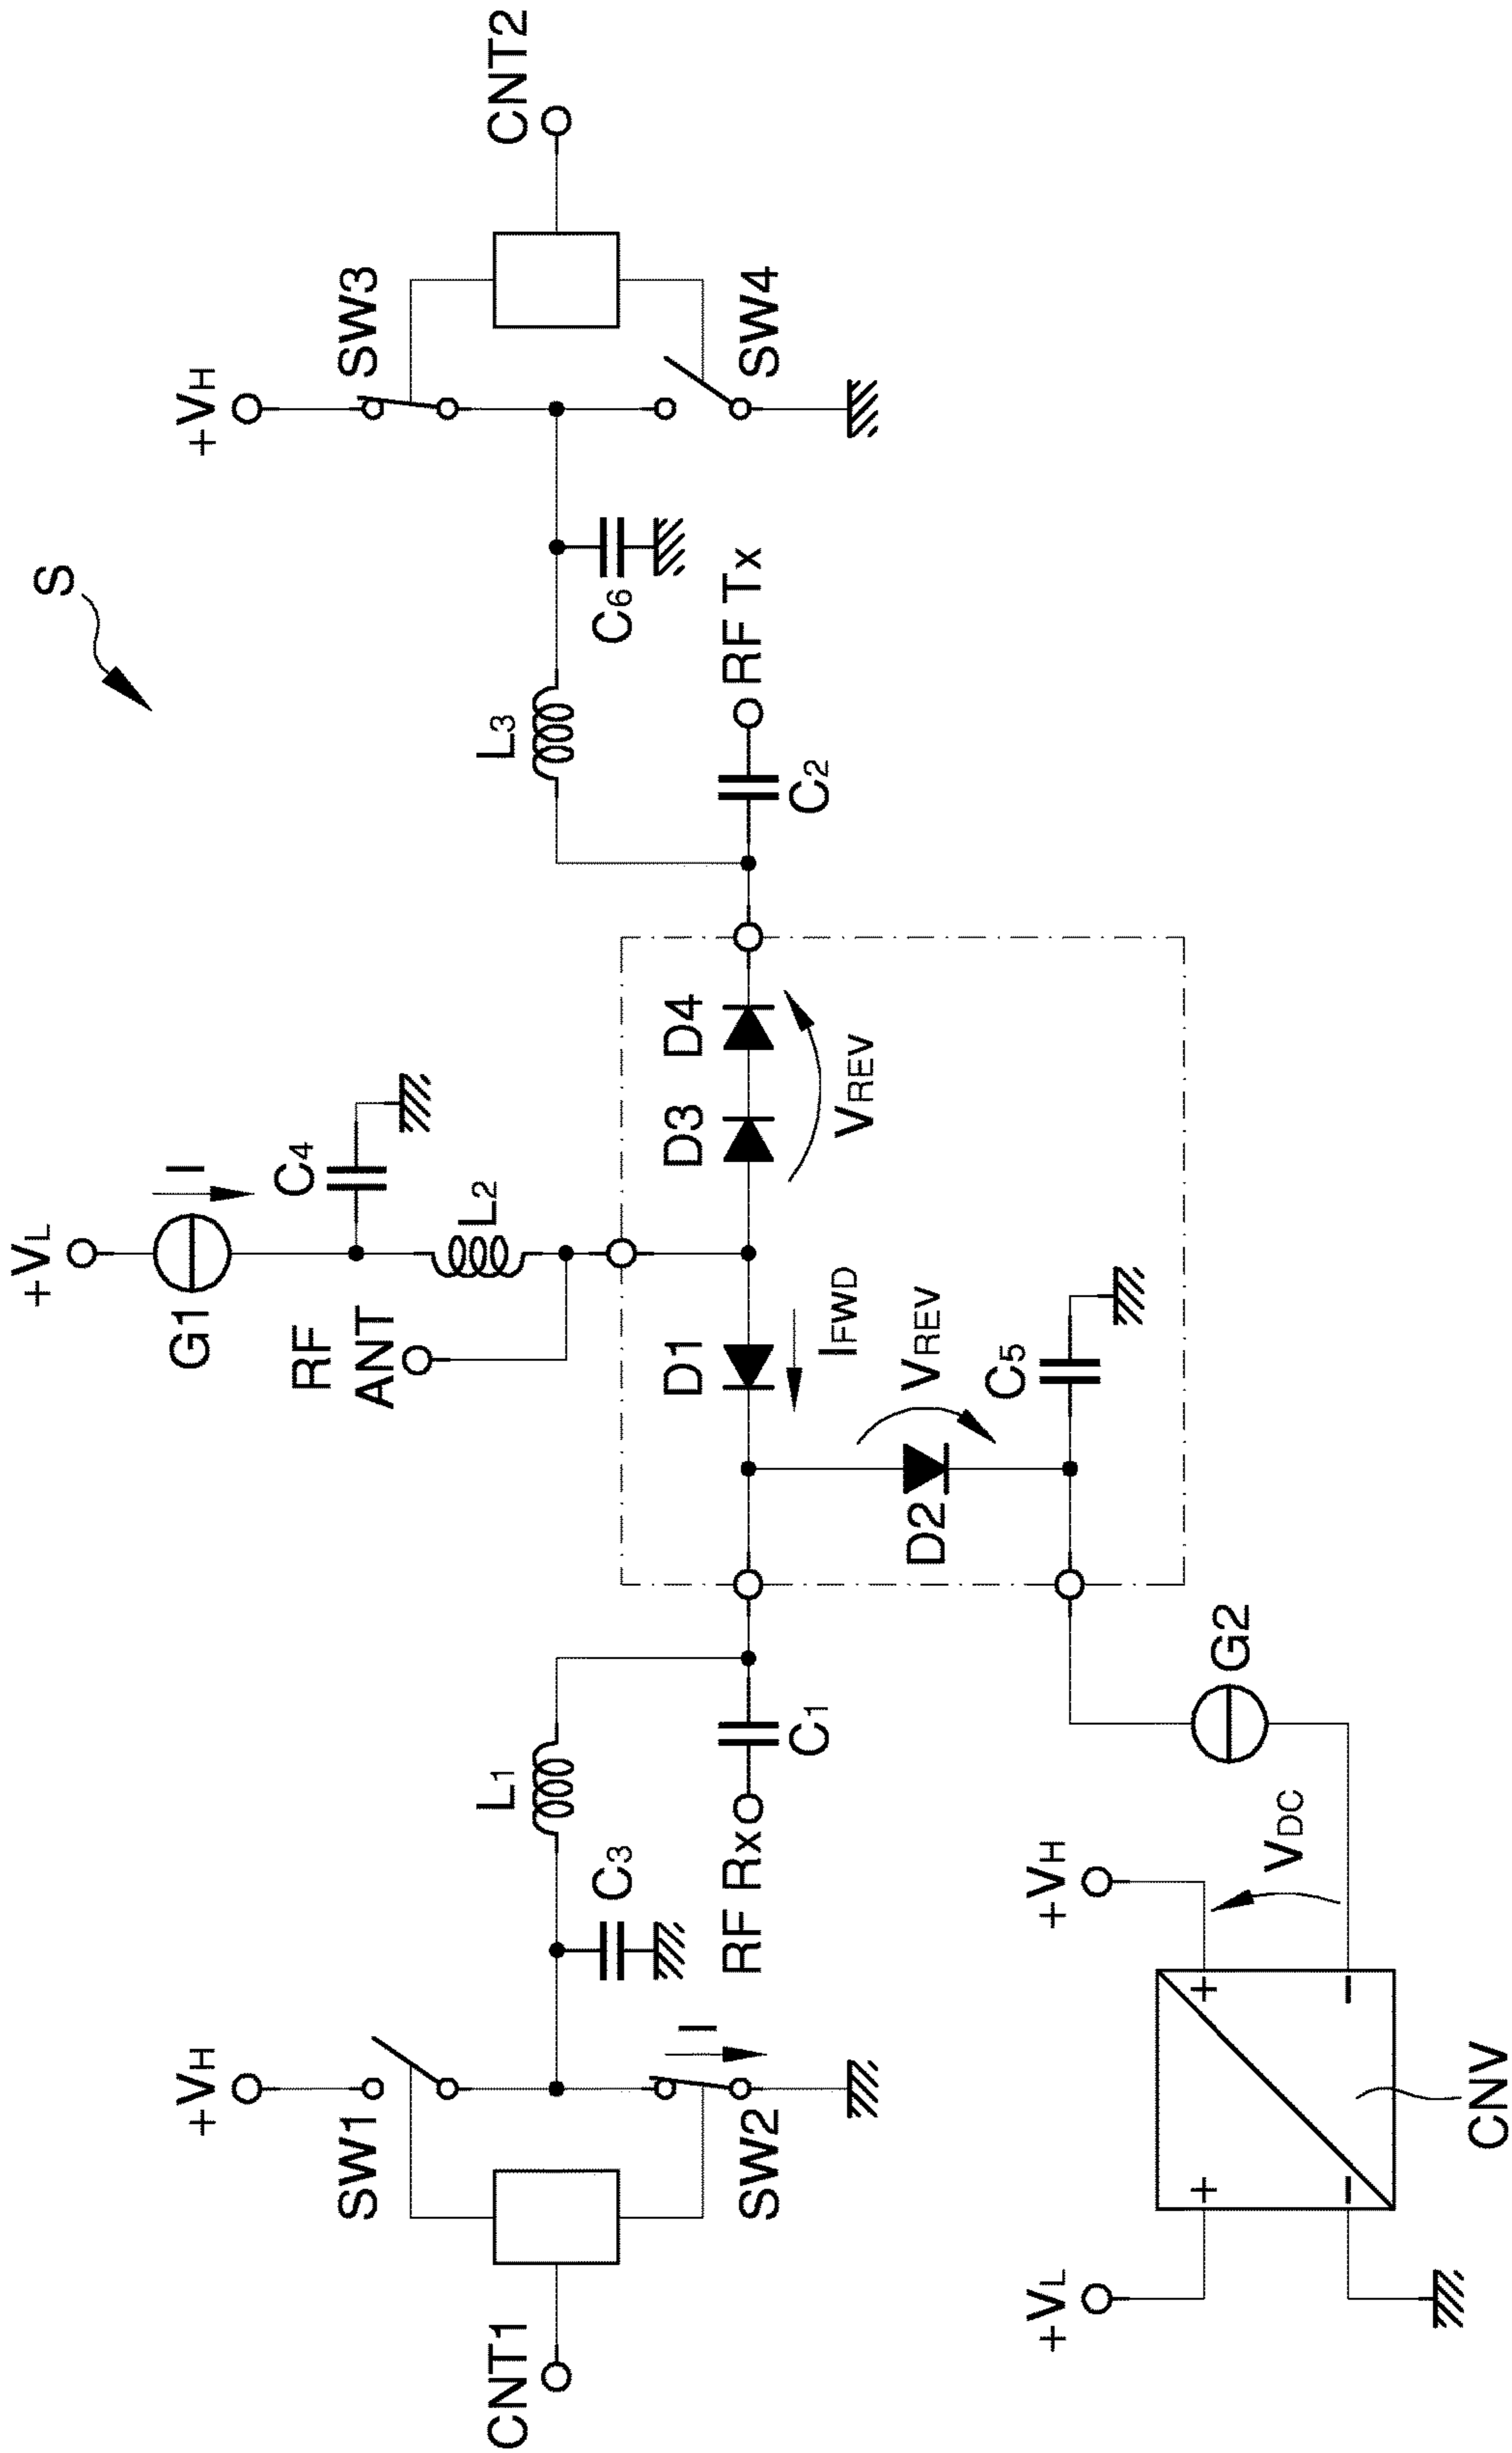 S
+VL
G1
I
C4
L2
RF
ANT
+VH
SW1
CNT1
SW2
I
C3
L1
RF Rx
C1
D1
IFWD
D3
D4
VREV
D2
VREV
C5
L3
C6
C2
RF Tx
+VH
SW3
SW4
CNT2
G2
+VL
+VH
VDC
+
+
−
−
CNV